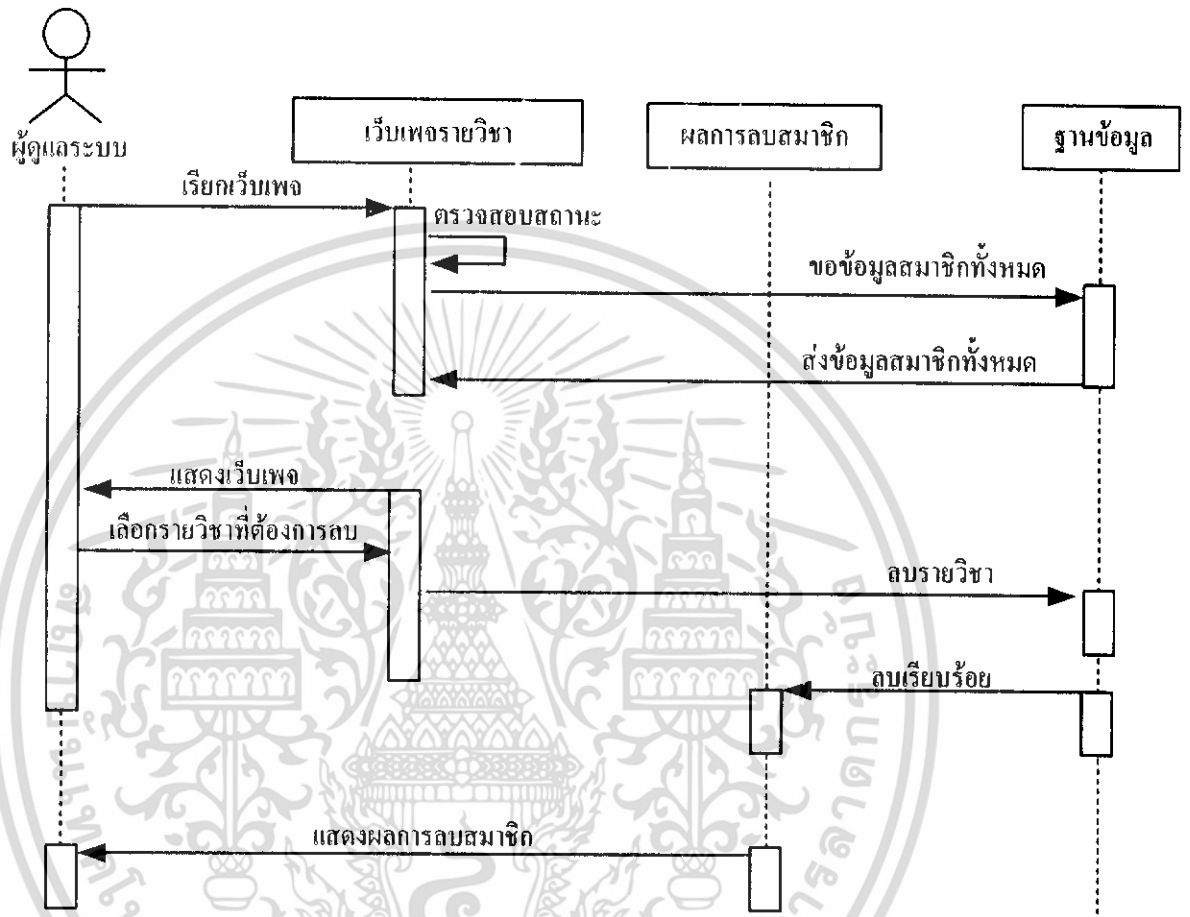 ผู้ดูแลระบบ
เว็บเพจรายวิชา
ผลการลบสมาชิก
ฐานข้อมูล
เรียกเว็บเพจ
ตรวจสอบสถานะ
ขอข้อมูลสมาชิกทั้งหมด
ส่งข้อมูลสมาชิกทั้งหมด
แสดงเว็บเพจ
เลือกรายวิชาที่ต้องการลบ
ลบรายวิชา
ลบเรียบร้อย
แสดงผลการลบสมาชิก